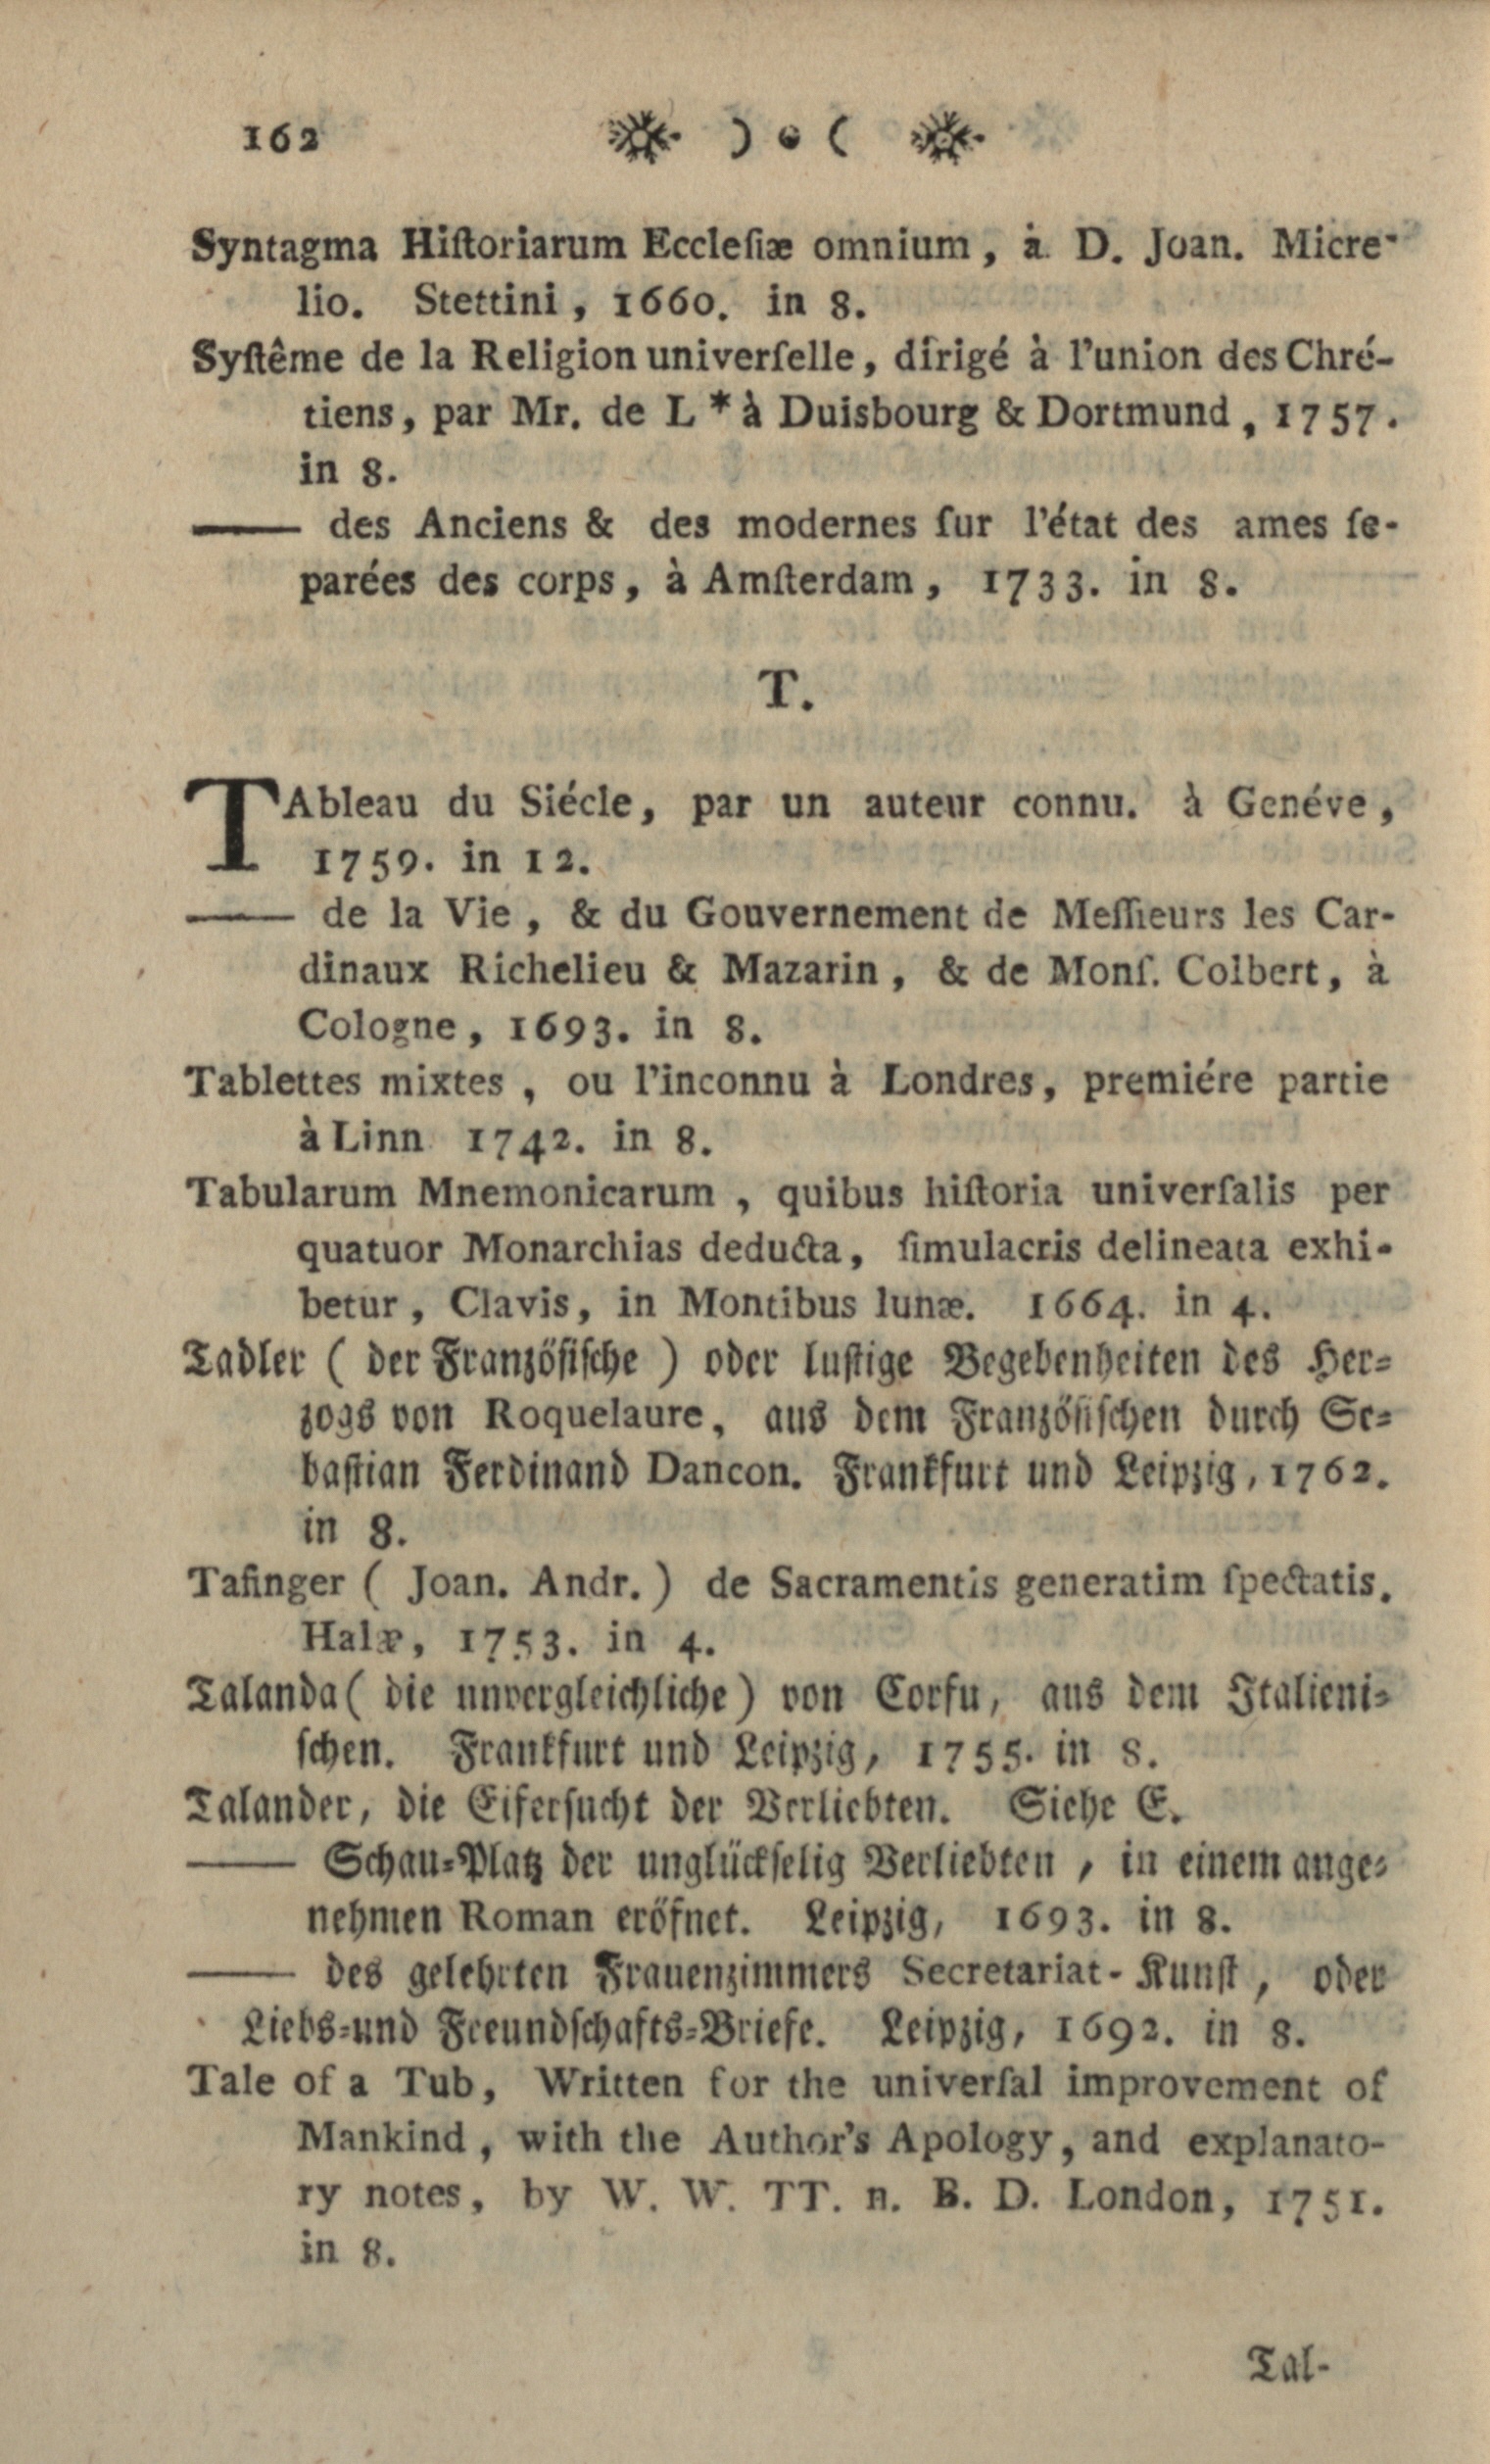 162 ) o (
Syntagma Hiſtoriarum Eccleſiæ omnium, à D. Joan. Micre-
lio. Stettini, 1660. in 8.
Syſtême de la Religion univerſelle, dirigé à l'union des Chré-
tiens, par Mr. de L * à Duisbourg & Dortmund, 1757.
in 8.
—— des Anciens & des modernes ſur l'état des ames ſe-
parées des corps, à Amſterdam, 1733. in 8.
T.
TAbleau du Siécle, par un auteur connu. à Genéve,
1759. in 12.
—— de la Vie, & du Gouvernement de Meſſieurs les Car-
dinaux Richelieu & Mazarin, & de Monſ. Colbert, à
Cologne, 1693. in 8.
Tablettes mixtes, ou l'inconnu à Londres, premiére partie
à Linn 1742. in 8.
Tabularum Mnemonicarum, quibus hiſtoria univerſalis per
quatuor Monarchias deducta, ſimulacris delineata exhi-
betur, Clavis, in Montibus lunæ. 1664. in 4.
Tadler ( der Franzöſiſche ) oder luſtige Begebenheiten des Her-
zogs von Roquelaure, aus dem Franzöſiſchen durch Se-
baſtian Ferdinand Dancon. Frankfurt und Leipzig, 1762.
in 8.
Tafinger ( Joan. Andr. ) de Sacramentis generatim ſpectatis.
Halæ, 1753. in 4.
Talanda ( die unvergleichliche ) von Corfu, aus dem Italieni-
ſchen. Frankfurt und Leipzig, 1755. in 8.
Talander, die Eiferſucht der Verliebten. Siehe E.
—— Schau-Platz der unglückſelig Verliebten, in einem ange-
nehmen Roman eröfnet. Leipzig, 1693. in 8.
—— des gelehrten Frauenzimmers Secretariat-Kunſt, oder
Liebs-und Freundſchafts-Briefe. Leipzig, 1692. in 8.
Tale of a Tub, Written for the univerſal improvement of
Mankind, with the Author's Apology, and explanato-
ry notes, by W. W. TT. n. B. D. London, 1751.
in 8.
Tal-